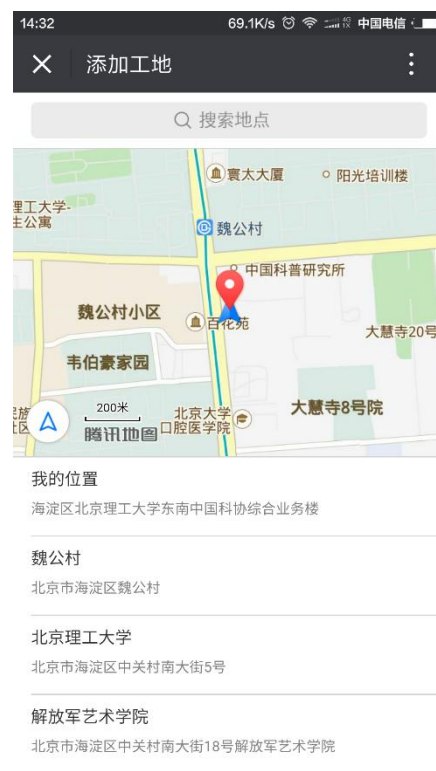 14:32
69.1K/s
4G
1X
中国电信
添加工地
搜索地点
寰太大厦
阳光培训楼
理工大学-
生公寓
魏公村
中国科普研究所
魏公村小区
百花苑
大慧寺20号
韦伯豪家园
200米
北京大学
口腔医学院
大慧寺8号院
腾讯地图
我的位置
海淀区北京理工大学东南中国科协综合业务楼
魏公村
北京市海淀区魏公村
北京理工大学
北京市海淀区中关村南大街5号
解放军艺术学院
北京市海淀区中关村南大街18号解放军艺术学院